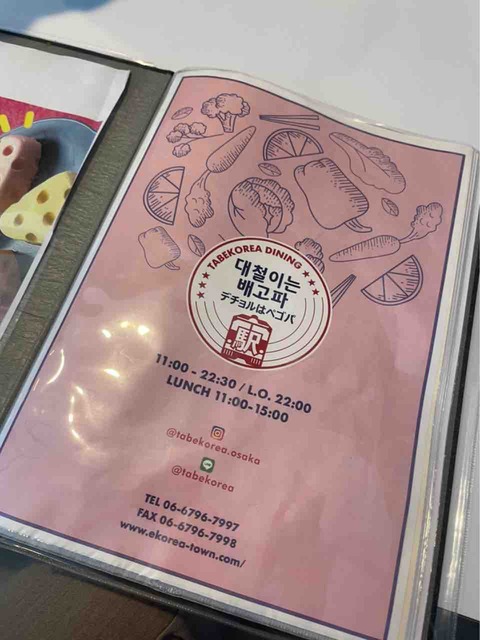 TABEKOREA DINING
대철이는
배고파
デチョルはペゴパ
駅
11:00 - 22:30 / L.O. 22:00
LUNCH 11:00-15:00
@tabekorea.osaka
@tabekorea
TEL 06-6796-7997
FAX 06-6796-7998
www.ekorea-town.com/